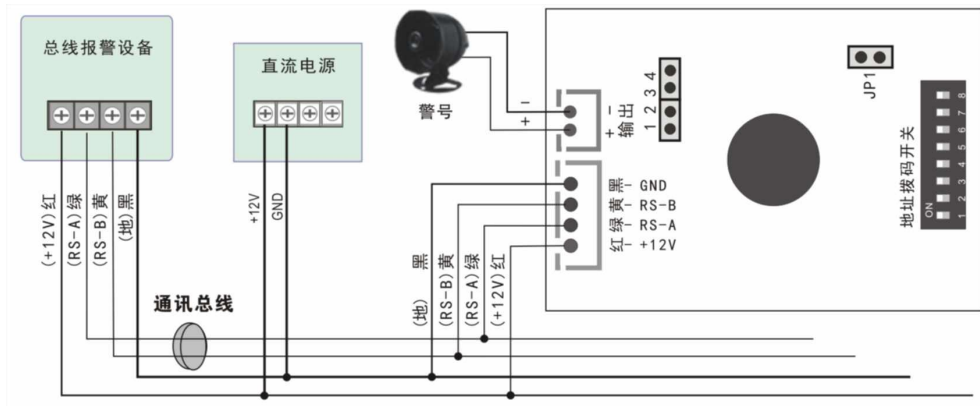 总线报警设备
(+12V)红
(RS-A)绿
(RS-B)黄
(地)黑
通讯总线
直流电源
+12V
GND
警号
−
+
− 输出 +
1 2 3 4
JP1
黑- GND
黄- RS-B
绿- RS-A
红- +12V
(地) 黑
(RS-B)黄
(RS-A)绿
(+12V)红
地址拔码开关
ON
1 2 3 4 5 6 7 8